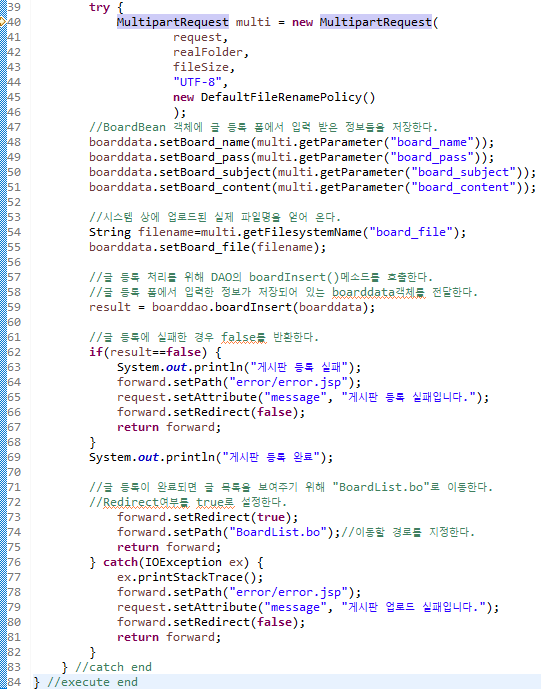 39 try {
40 MultipartRequest multi = new MultipartRequest(
41 request,
42 realFolder,
43 fileSize,
44 "UTF-8",
45 new DefaultFileRenamePolicy()
46 );
47 //BoardBean 객체에 글 등록 폼에서 입력 받은 정보들을 저장한다.
48 boarddata.setBoard_name(multi.getParameter("board_name"));
49 boarddata.setBoard_pass(multi.getParameter("board_pass"));
50 boarddata.setBoard_subject(multi.getParameter("board_subject"));
51 boarddata.setBoard_content(multi.getParameter("board_content"));
52
53 //시스템 상에 업로드된 실제 파일명을 얻어 온다.
54 String filename=multi.getFilesystemName("board_file");
55 boarddata.setBoard_file(filename);
56
57 //글 등록 처리를 위해 DAO의 boardInsert()메소드를 호출한다.
58 //글 등록 폼에서 입력한 정보가 저장되어 있는 boarddata객체를 전달한다.
59 result = boarddao.boardInsert(boarddata);
60
61 //글 등록에 실패한 경우 false를 반환한다.
62 if(result==false) {
63 System.out.println("게시판 등록 실패");
64 forward.setPath("error/error.jsp");
65 request.setAttribute("message", "게시판 등록 실패입니다.");
66 forward.setRedirect(false);
67 return forward;
68 }
69 System.out.println("게시판 등록 완료");
70
71 //글 등록이 완료되면 글 목록을 보여주기 위해 "BoardList.bo"로 이동한다.
72 //Redirect여부를 true로 설정한다.
73 forward.setRedirect(true);
74 forward.setPath("BoardList.bo");//이동할 경로를 지정한다.
75 return forward;
76 } catch(IOException ex) {
77 ex.printStackTrace();
78 forward.setPath("error/error.jsp");
79 request.setAttribute("message", "게시판 업로드 실패입니다.");
80 forward.setRedirect(false);
81 return forward;
82 }
83 } //catch end
84 } //execute end